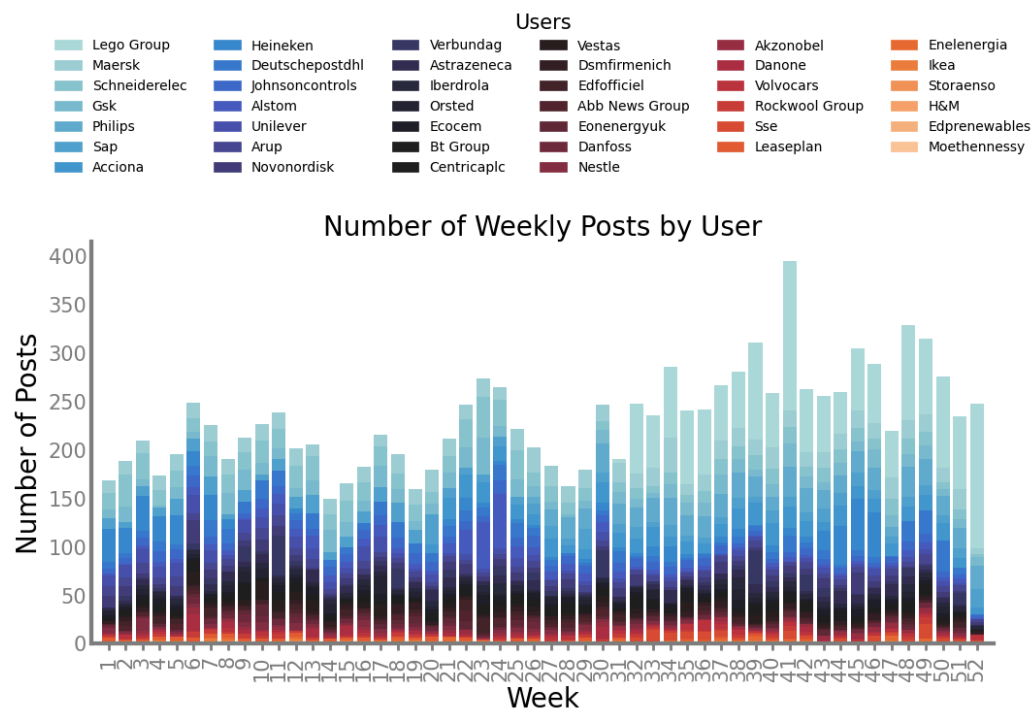 Users
Lego Group Heineken Verbundag Vestas Akzonobel Enelenergia
Maersk Deutschepostdhl Astrazeneca Dsmfirmenich Danone Ikea
Schneiderelec Johnsoncontrols Iberdrola Edfofficiel Volvocars Storaenso
Gsk Alstom Orsted Abb News Group Rockwool Group H&M
Philips Unilever Ecocem Eonenergyuk Sse Edprenewables
Sap Arup Bt Group Danfoss Leaseplan Moethennessy
Acciona Novonordisk Centricaplc Nestle
Number of Weekly Posts by User
400
350
300
250
200
150
100
50
0
Number of Posts
1 2 3 4 5 6 7 8 9 10 11 12 13 14 15 16 17 18 19 20 21 22 23 24 25 26 27 28 29 30 31 32 33 34 35 36 37 38 39 40 41 42 43 44 45 46 47 48 49 50 51 52
Week